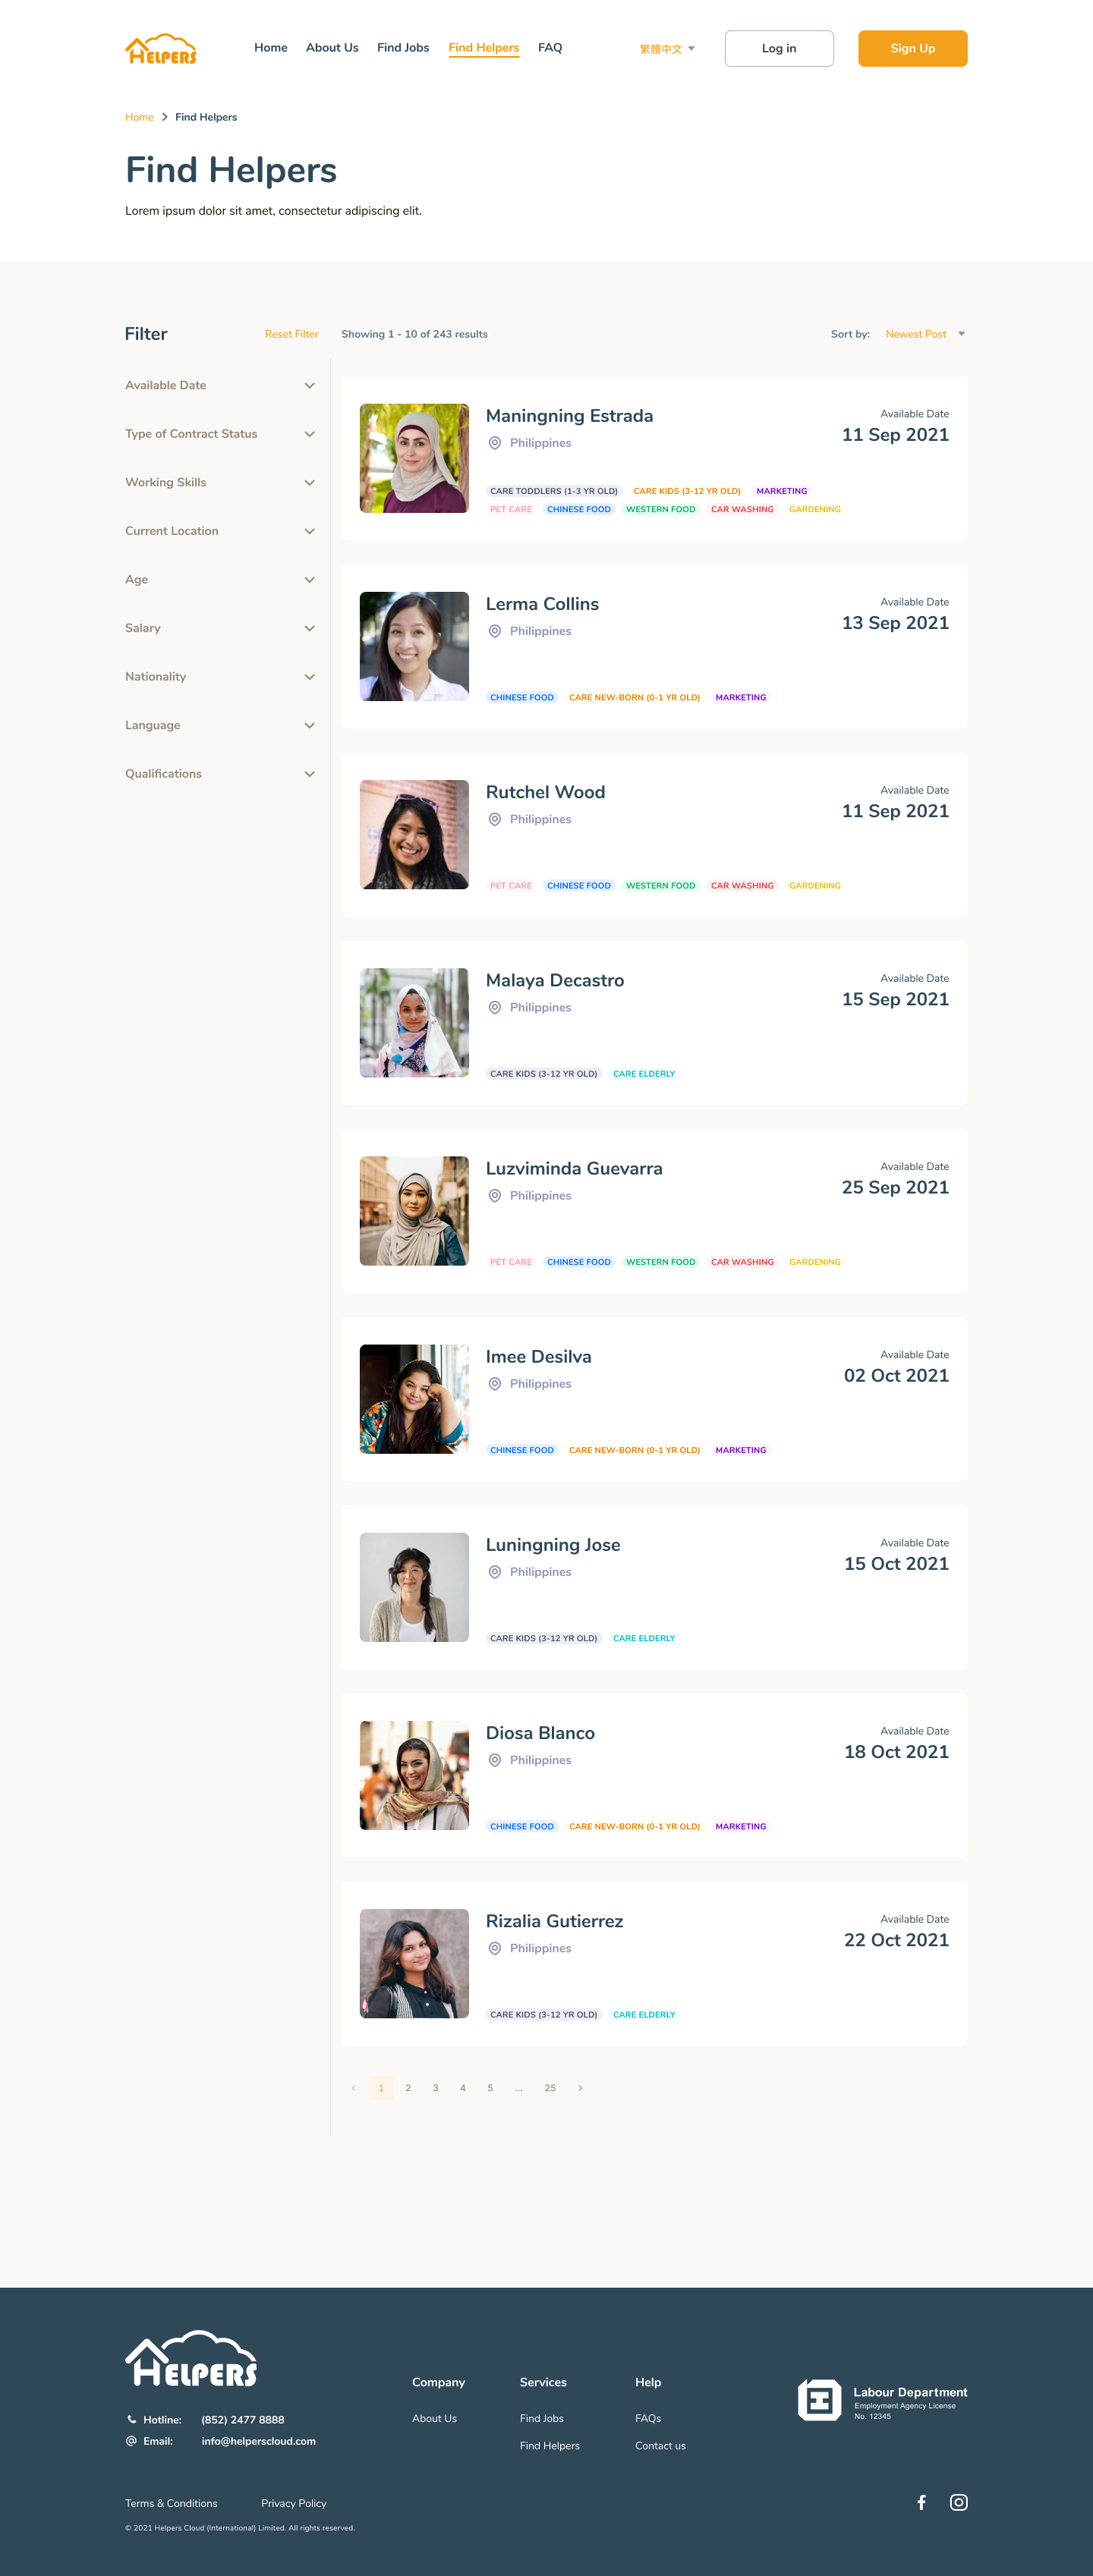 HELPERS
Home About Us Find Jobs Find Helpers FAQ 繁體中文 Log in Sign Up
Home Find Helpers
Find Helpers
Lorem ipsum dolor sit amet, consectetur adipiscing elit.
Filter Reset Filter
Available Date
Type of Contract Status
Working Skills
Current Location
Age
Salary
Nationality
Language
Qualifications
Showing 1 - 10 of 243 results Sort by: Newest Post
Maningning Estrada
Philippines
Available Date
11 Sep 2021
CARE TODDLERS (1-3 YR OLD) CARE KIDS (3-12 YR OLD) MARKETING
PET CARE CHINESE FOOD WESTERN FOOD CAR WASHING GARDENING
Lerma Collins
Philippines
Available Date
13 Sep 2021
CHINESE FOOD CARE NEW-BORN (0-1 YR OLD) MARKETING
Rutchel Wood
Philippines
Available Date
11 Sep 2021
PET CARE CHINESE FOOD WESTERN FOOD CAR WASHING GARDENING
Malaya Decastro
Philippines
Available Date
15 Sep 2021
CARE KIDS (3-12 YR OLD) CARE ELDERLY
Luzviminda Guevarra
Philippines
Available Date
25 Sep 2021
PET CARE CHINESE FOOD WESTERN FOOD CAR WASHING GARDENING
Imee Desilva
Philippines
Available Date
02 Oct 2021
CHINESE FOOD CARE NEW-BORN (0-1 YR OLD) MARKETING
Luningning Jose
Philippines
Available Date
15 Oct 2021
CARE KIDS (3-12 YR OLD) CARE ELDERLY
Diosa Blanco
Philippines
Available Date
18 Oct 2021
CHINESE FOOD CARE NEW-BORN (0-1 YR OLD) MARKETING
Rizalia Gutierrez
Philippines
Available Date
22 Oct 2021
CARE KIDS (3-12 YR OLD) CARE ELDERLY
1 2 3 4 5 ... 25
HELPERS
Hotline: (852) 2477 8888
Email: info@helperscloud.com
Company
About Us
Services
Find Jobs
Find Helpers
Help
FAQs
Contact us
Labour Department
Employment Agency License
No. 12345
Terms & Conditions Privacy Policy
© 2021 Helpers Cloud (International) Limited. All rights reserved.